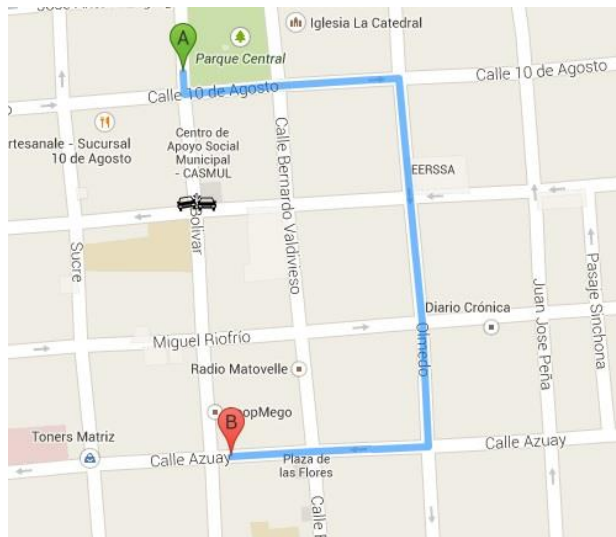 A
Iglesia La Catedral
Parque Central
Calle 10 de Agosto
Calle 10 de Agosto
rtesanale - Sucursal
10 de Agosto
Centro de
Apoyo Social
Municipal
- CASMUL
Calle Bernardo Valdivieso
EERSSA
Bolivar
Sucre
Olmedo
Juan Jose Peña
Pasaje Sinchona
Diario Crónica
Miguel Riofrío
Radio Matovelle
opMego
B
Toners Matriz
Calle Azuay
Plaza de
las Flores
Calle Azuay
Calle